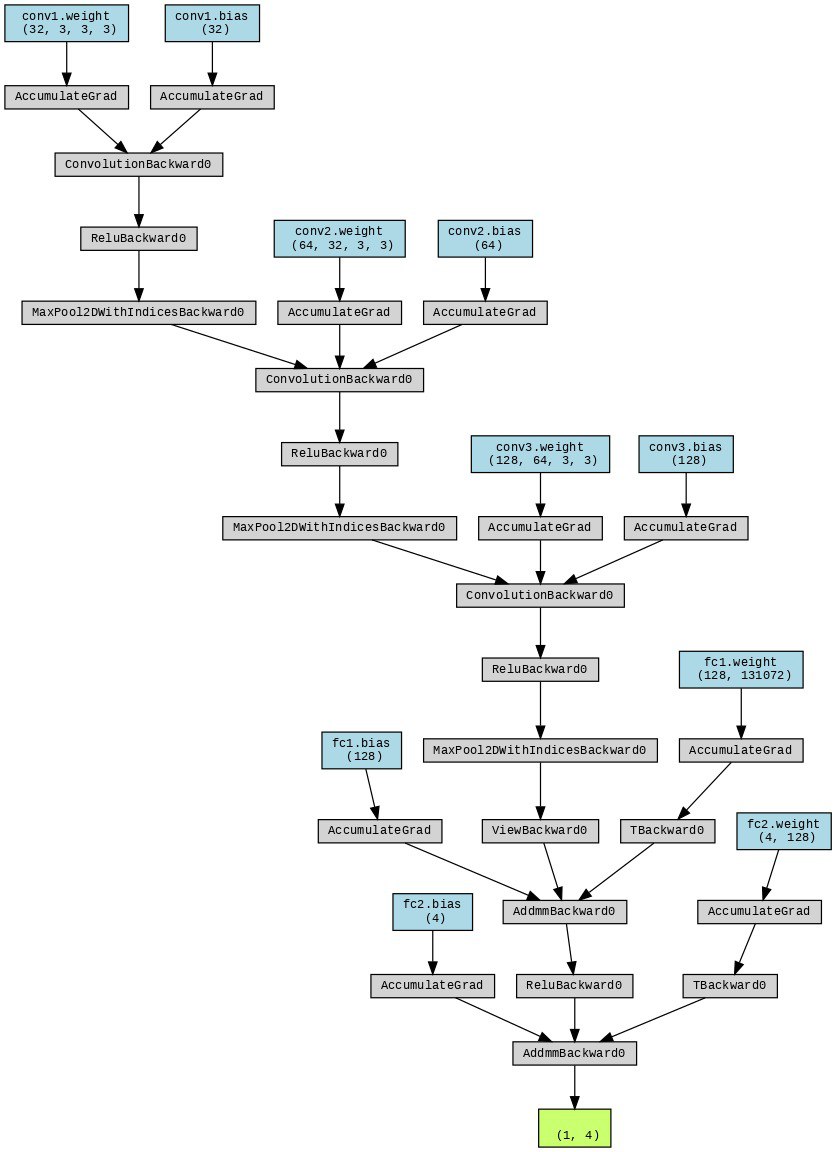 conv1.weight
(32, 3, 3, 3)
conv1.bias
(32)
AccumulateGrad
AccumulateGrad
ConvolutionBackward0
ReluBackward0
conv2.weight
(64, 32, 3, 3)
conv2.bias
(64)
MaxPool2DWithIndicesBackward0
AccumulateGrad
AccumulateGrad
ConvolutionBackward0
ReluBackward0
conv3.weight
(128, 64, 3, 3)
conv3.bias
(128)
MaxPool2DWithIndicesBackward0
AccumulateGrad
AccumulateGrad
ConvolutionBackward0
ReluBackward0
fc1.weight
(128, 131072)
fc1.bias
(128)
MaxPool2DWithIndicesBackward0
AccumulateGrad
AccumulateGrad
ViewBackward0
TBackward0
fc2.weight
(4, 128)
fc2.bias
(4)
AddmmBackward0
AccumulateGrad
AccumulateGrad
ReluBackward0
TBackward0
AddmmBackward0
(1, 4)